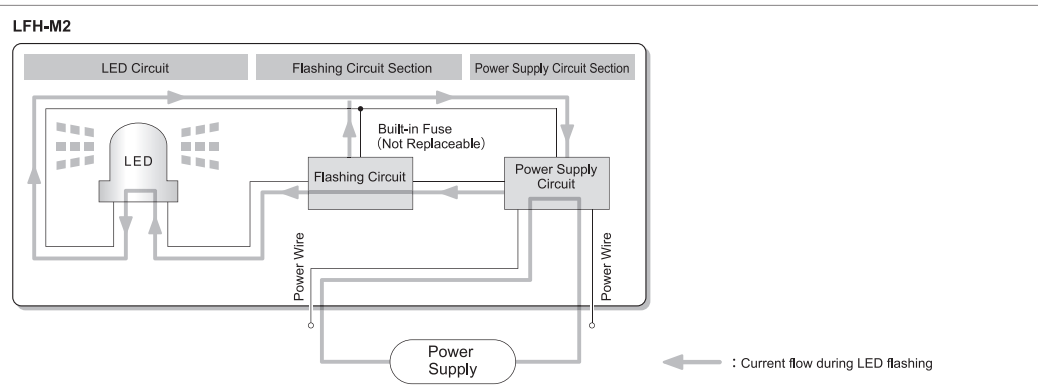 LFH-M2
LED Circuit
Flashing Circuit Section
Power Supply Circuit Section
Built-in Fuse
(Not Replaceable)
LED
Flashing Circuit
Power Supply
Circuit
Power Wire
Power Wire
Power
Supply
: Current flow during LED flashing